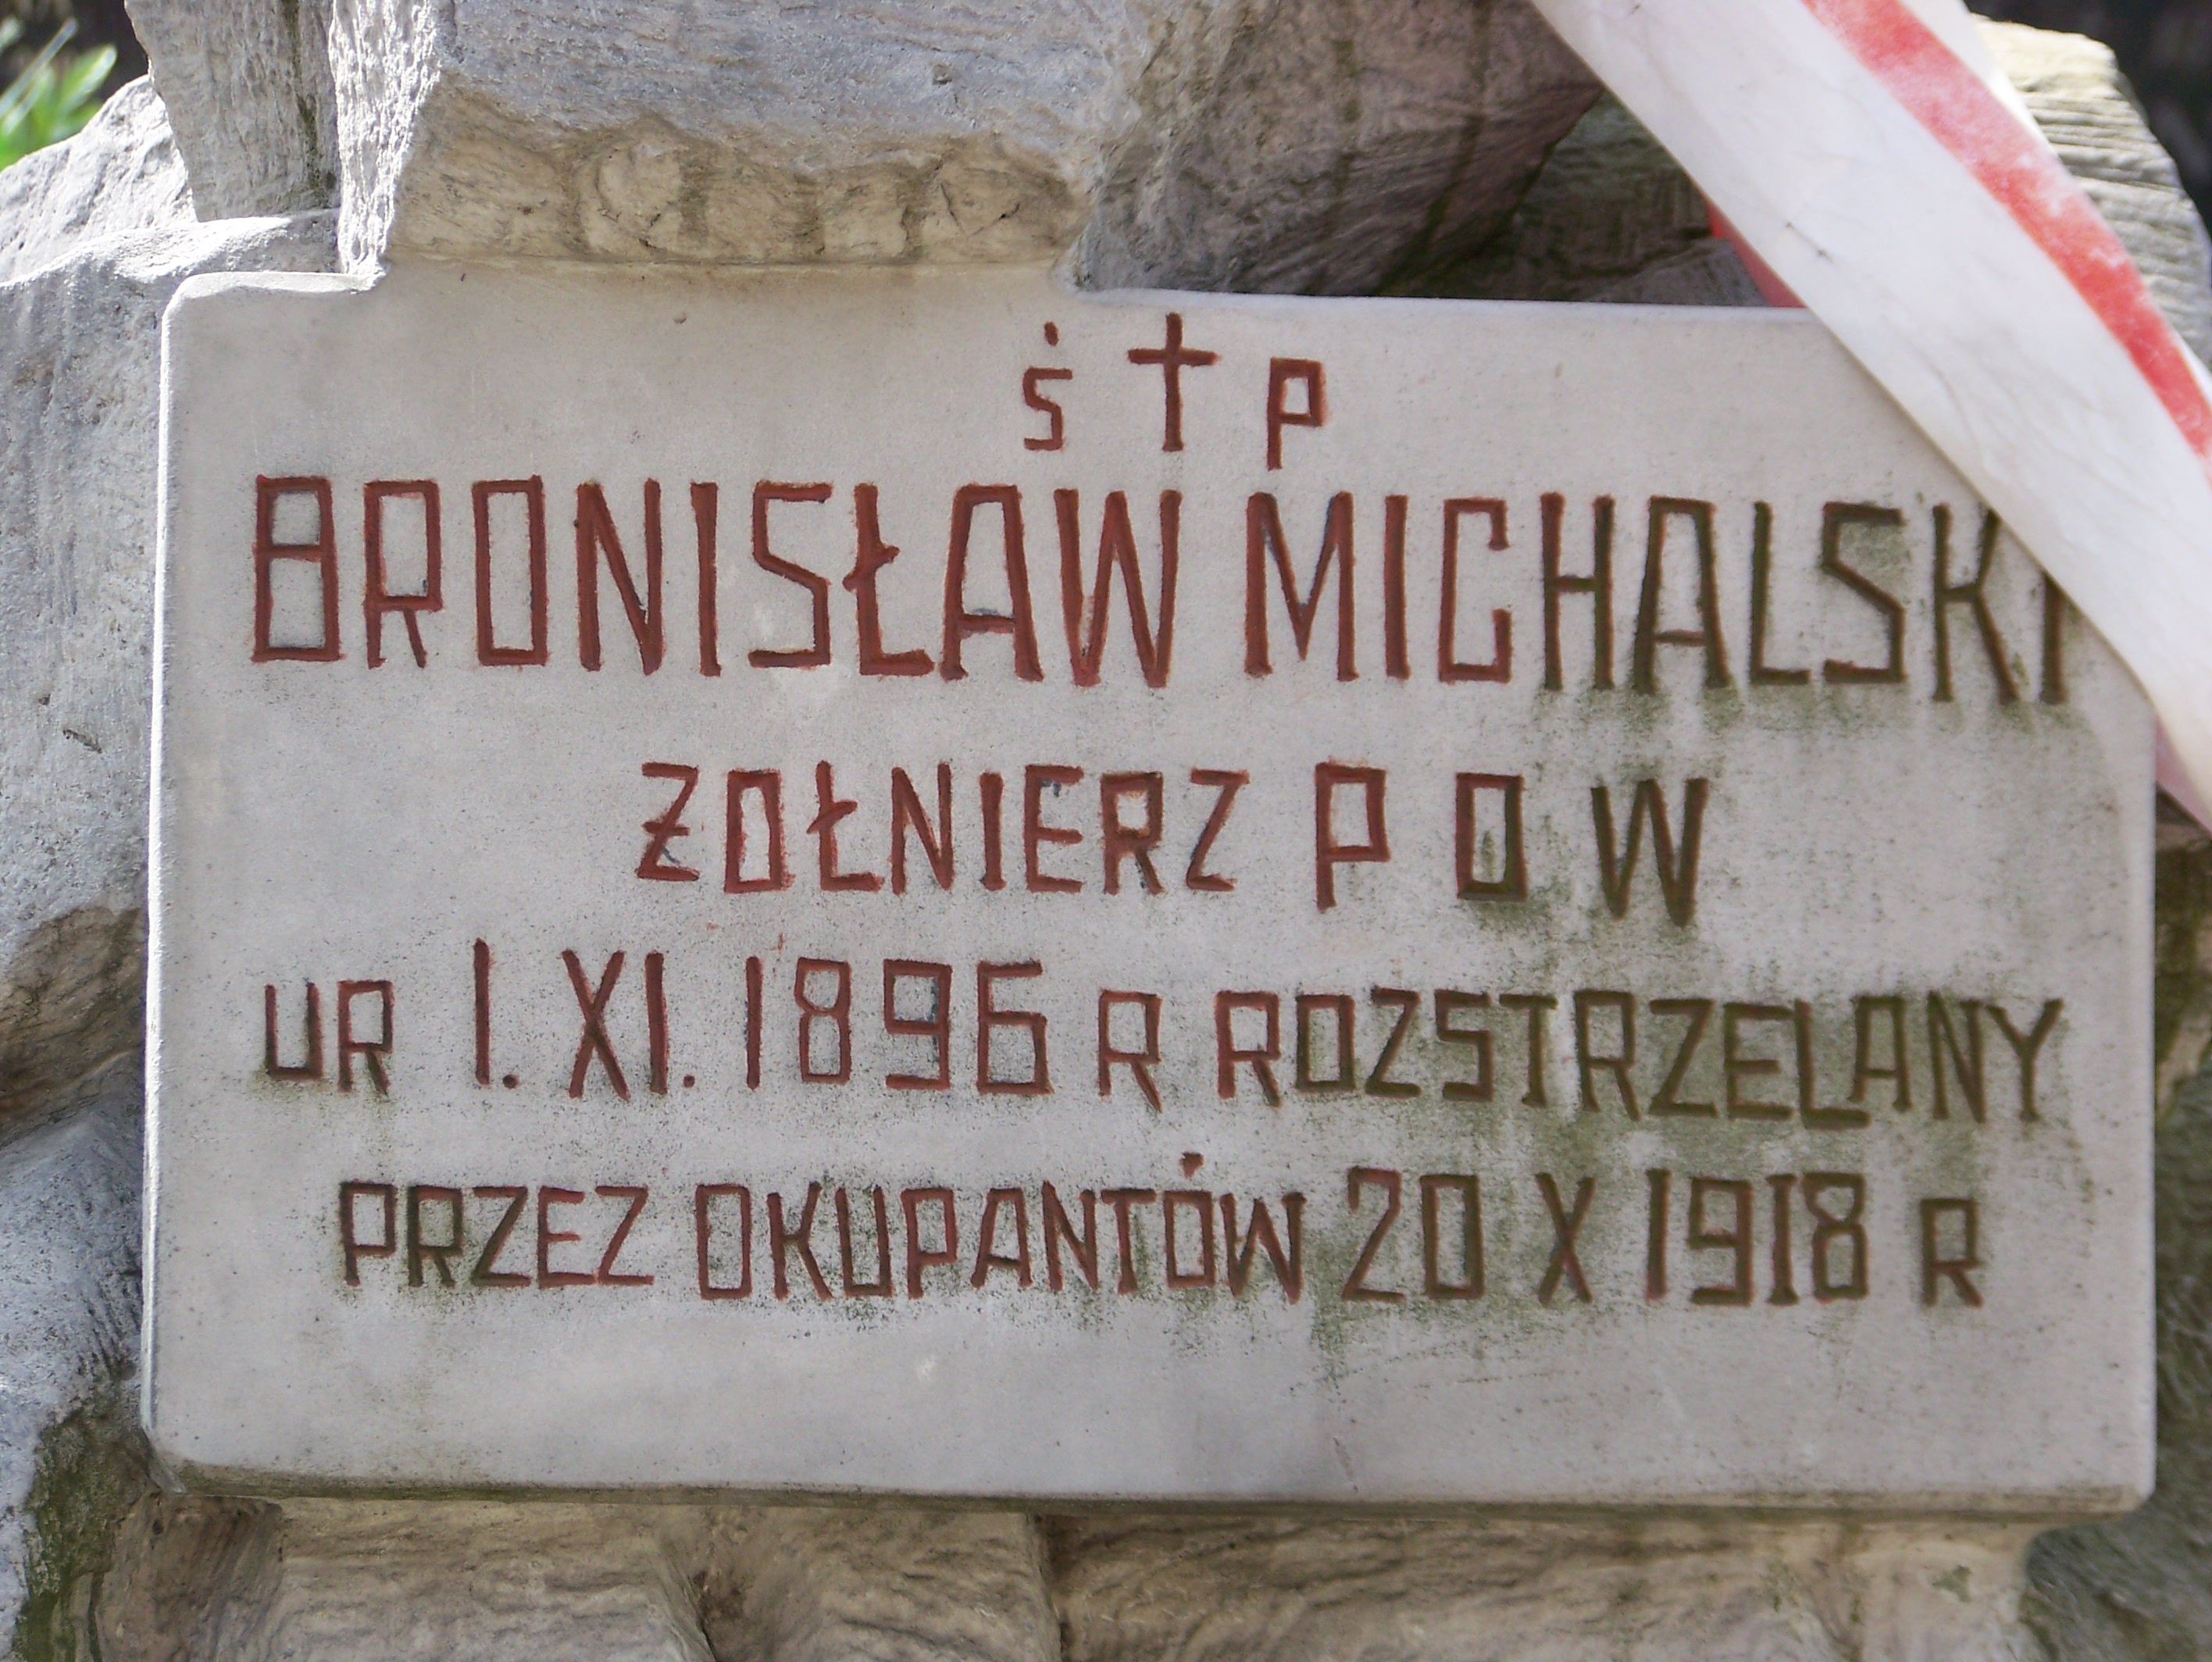 ś † p
BRONISŁAW MICHALSKI
ŻOŁNIERZ P O W
UR 1. XI. 1896 R ROZSTRZELANY
PRZEZ OKUPANTÓW 20 X 1918 R